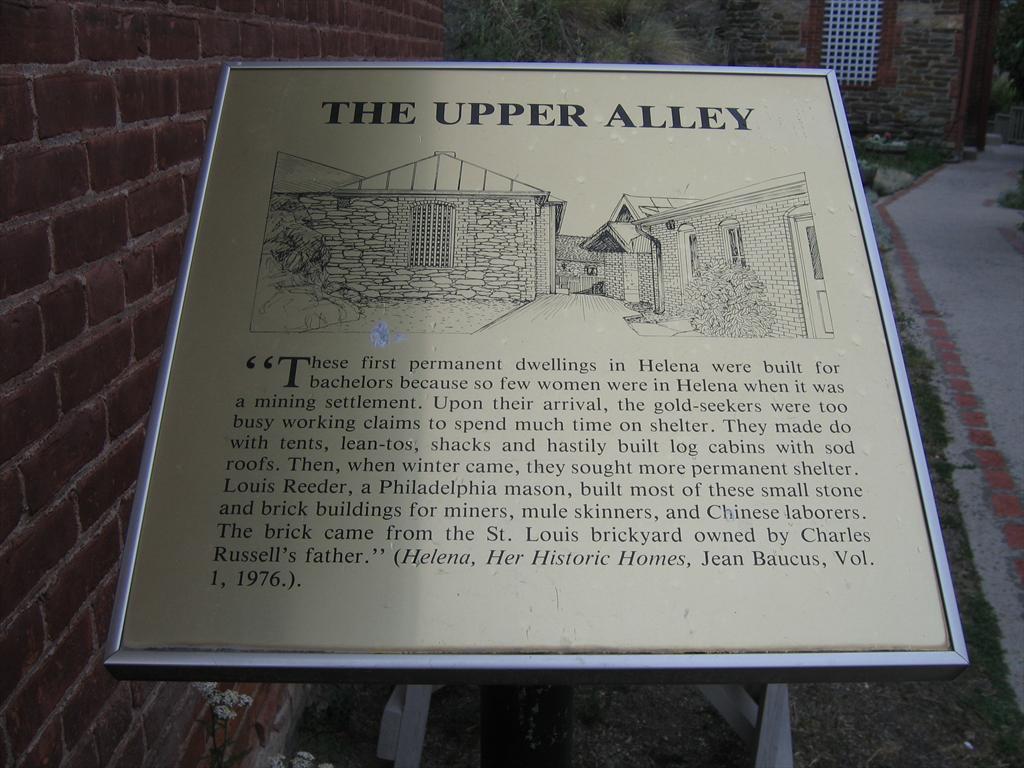 THE UPPER ALLEY
“These first permanent dwellings in Helena were built for
bachelors because so few women were in Helena when it was
a mining settlement. Upon their arrival, the gold-seekers were too
busy working claims to spend much time on shelter. They made do
with tents, lean-tos, shacks and hastily built log cabins with sod
roofs. Then, when winter came, they sought more permanent shelter.
Louis Reeder, a Philadelphia mason, built most of these small stone
and brick buildings for miners, mule skinners, and Chinese laborers.
The brick came from the St. Louis brickyard owned by Charles
Russell’s father.” (Helena, Her Historic Homes, Jean Baucus, Vol.
1, 1976.).